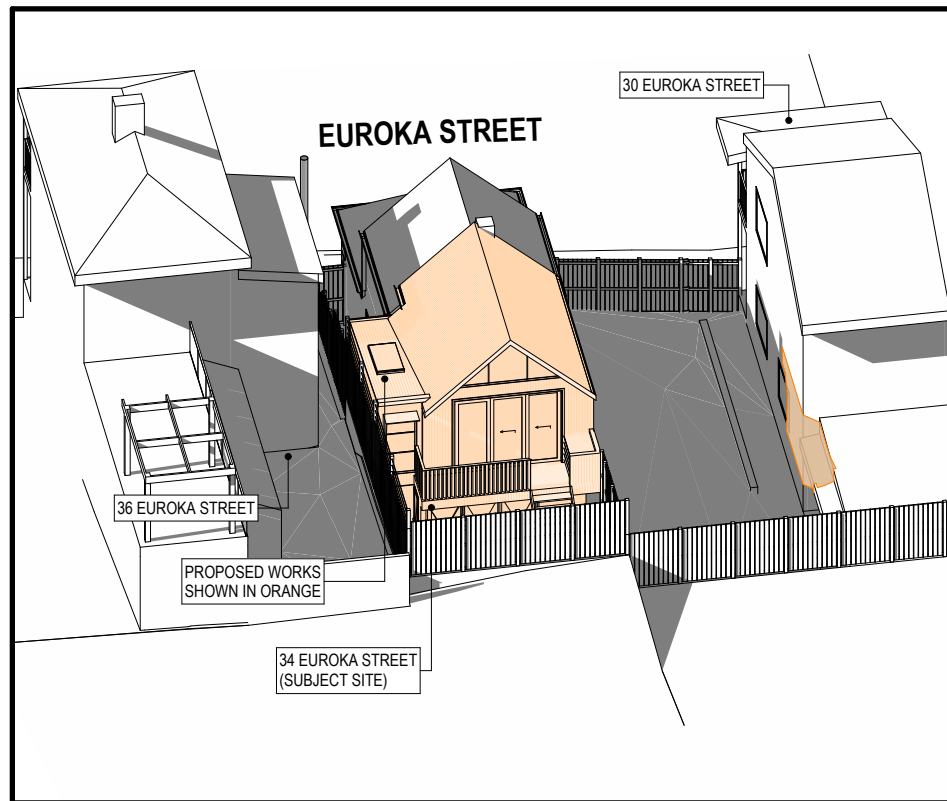 30 EUROKA STREET
EUROKA STREET
36 EUROKA STREET
PROPOSED WORKS
SHOWN IN ORANGE
34 EUROKA STREET
(SUBJECT SITE)